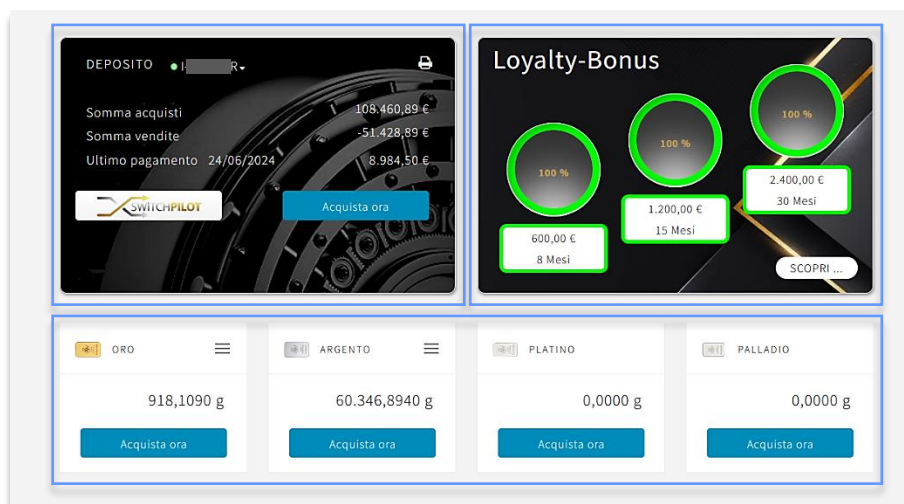 DEPOSITO
Somma acquisti 108.460,89 €
Somma vendite -51.428,89 €
Ultimo pagamento 24/06/2024 8.984,50 €
SWITCHPILOT
Acquista ora
Loyalty-Bonus
100 %
100 %
100 %
600,00 €
8 Mesi
1.200,00 €
15 Mesi
2.400,00 €
30 Mesi
SCOPRI ...
ORO
918,1090 g
Acquista ora
ARGENTO
60.346,8940 g
Acquista ora
PLATINO
0,0000 g
Acquista ora
PALLADIO
0,0000 g
Acquista ora